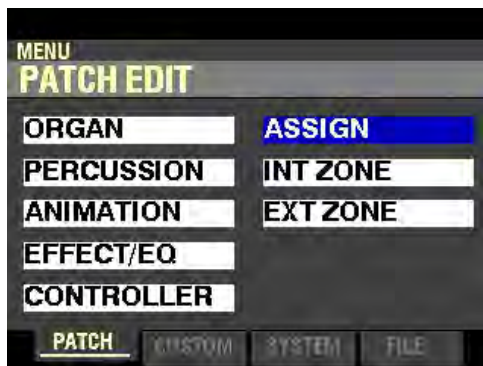 MENU
PATCH EDIT
ORGAN
PERCUSSION
ANIMATION
EFFECT/EQ
CONTROLLER
ASSIGN
INT ZONE
EXT ZONE
PATCH CUSTOM SYSTEM FILE